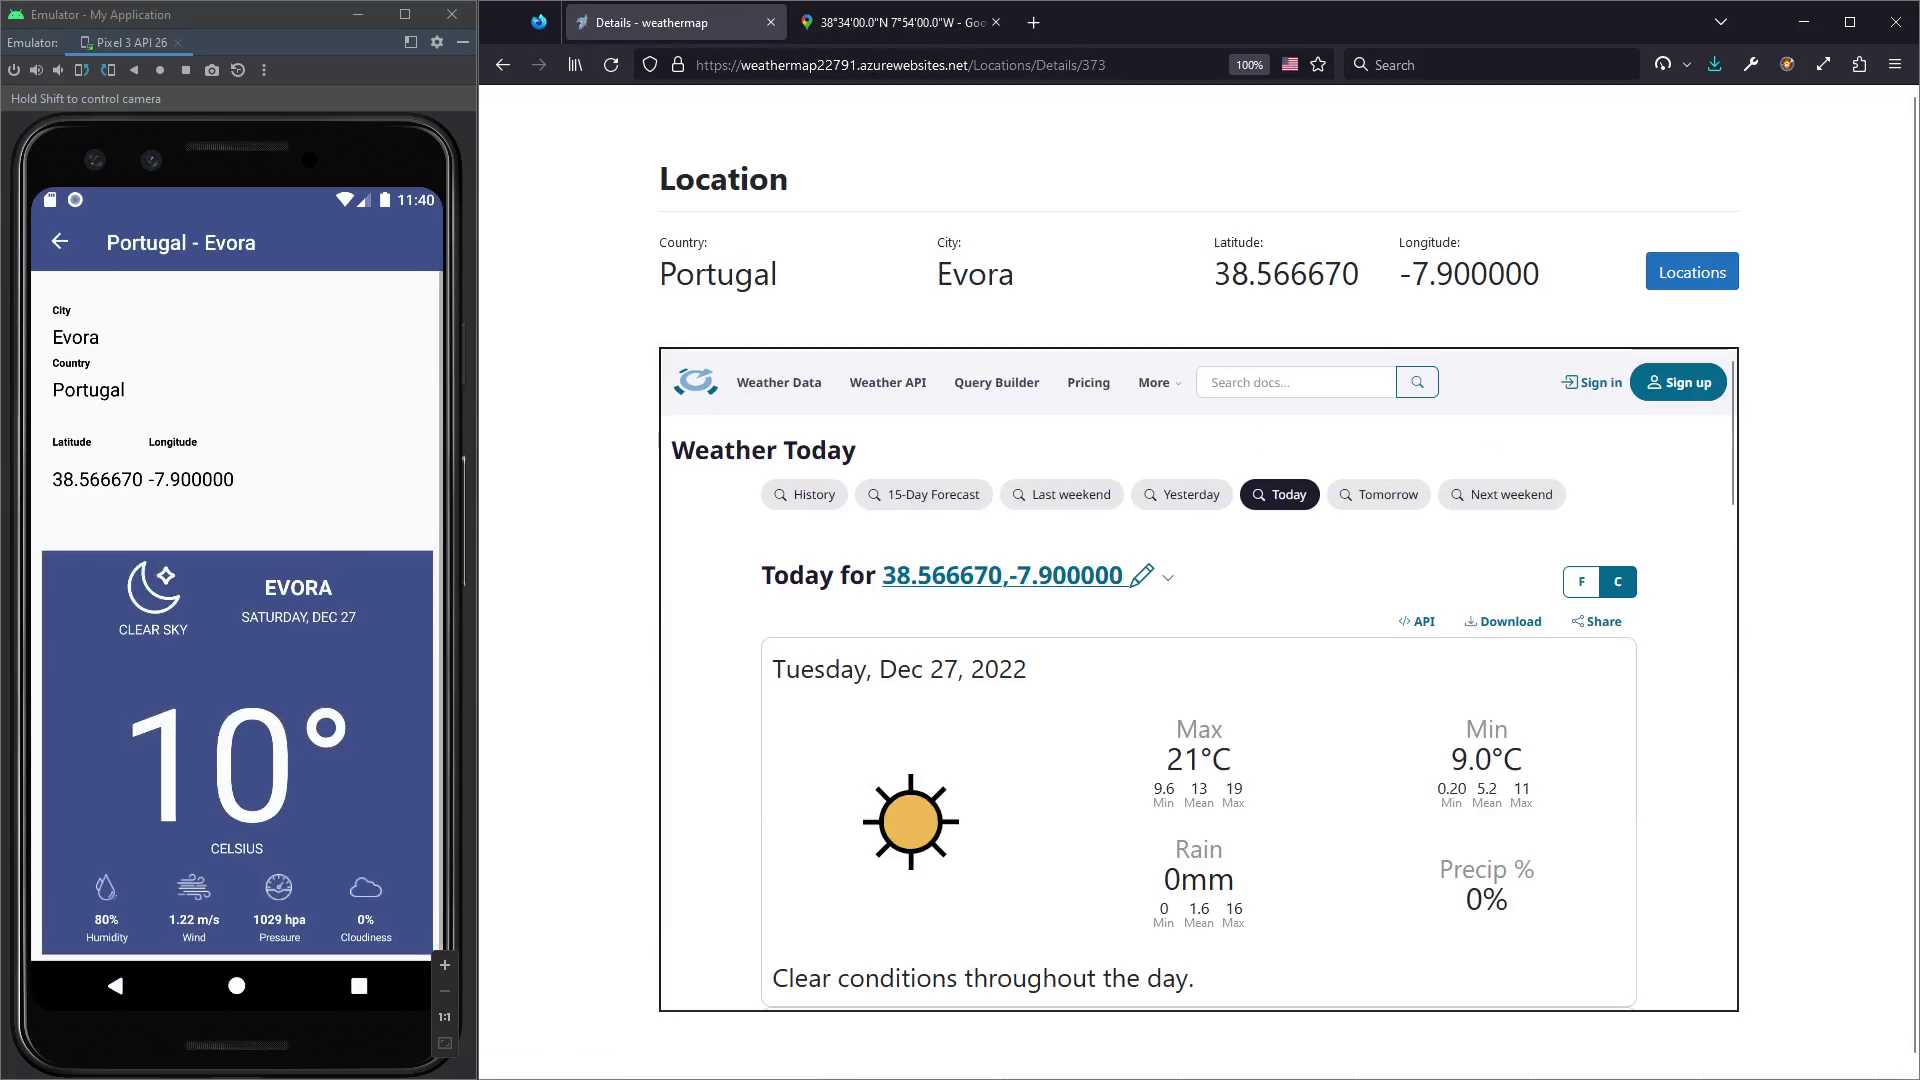 Emulator - My Application
Emulator:
Pixel 3 API 26
Hold Shift to control camera
11:40
Portugal - Evora
City
Evora
Country
Portugal
Latitude Longitude
38.566670 -7.900000
EVORA
SATURDAY, DEC 27
CLEAR SKY
10°
CELSIUS
80% 1.22 m/s 1029 hpa 0%
Humidity Wind Pressure Cloudiness
1:1
Details - weathermap
38°34'00.0"N 7°54'00.0"W - Goo
https://weathermap22791.azurewebsites.net/Locations/Details/373
100%
Search
Location
Country: City: Latitude: Longitude:
Portugal Evora 38.566670 -7.900000 Locations
Weather Data Weather API Query Builder Pricing More Search docs... Sign in Sign up
Weather Today
History 15-Day Forecast Last weekend Yesterday Today Tomorrow Next weekend
Today for 38.566670,-7.900000
F C
API Download Share
Tuesday, Dec 27, 2022
Max Min
21°C 9.0°C
9.6 13 19 0.20 5.2 11
Min Mean Max Min Mean Max
Rain Precip %
0mm 0%
0 1.6 16
Min Mean Max
Clear conditions throughout the day.